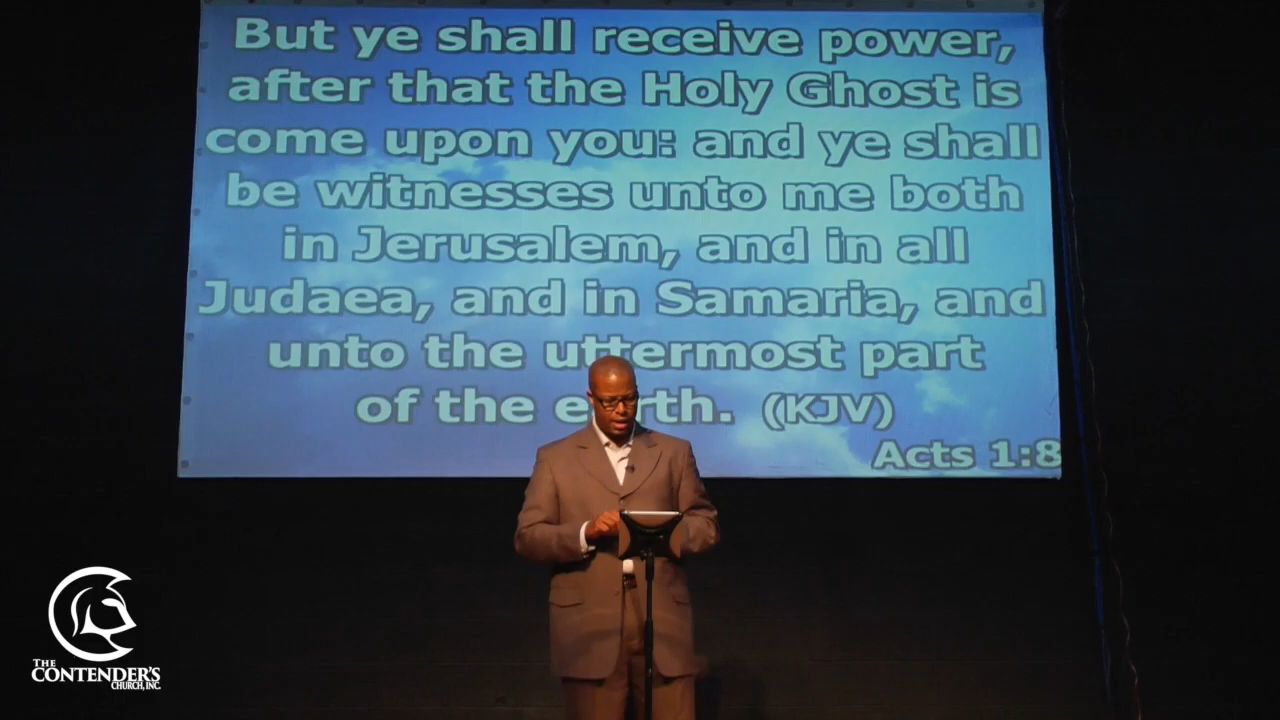 But ye shall receive power,
after that the Holy Ghost is
come upon you: and ye shall
be witnesses unto me both
in Jerusalem, and in all
Judaea, and in Samaria, and
unto the uttermost part
of the earth. (KJV)
Acts 1:8
THE
CONTENDER'S
CHURCH, INC.